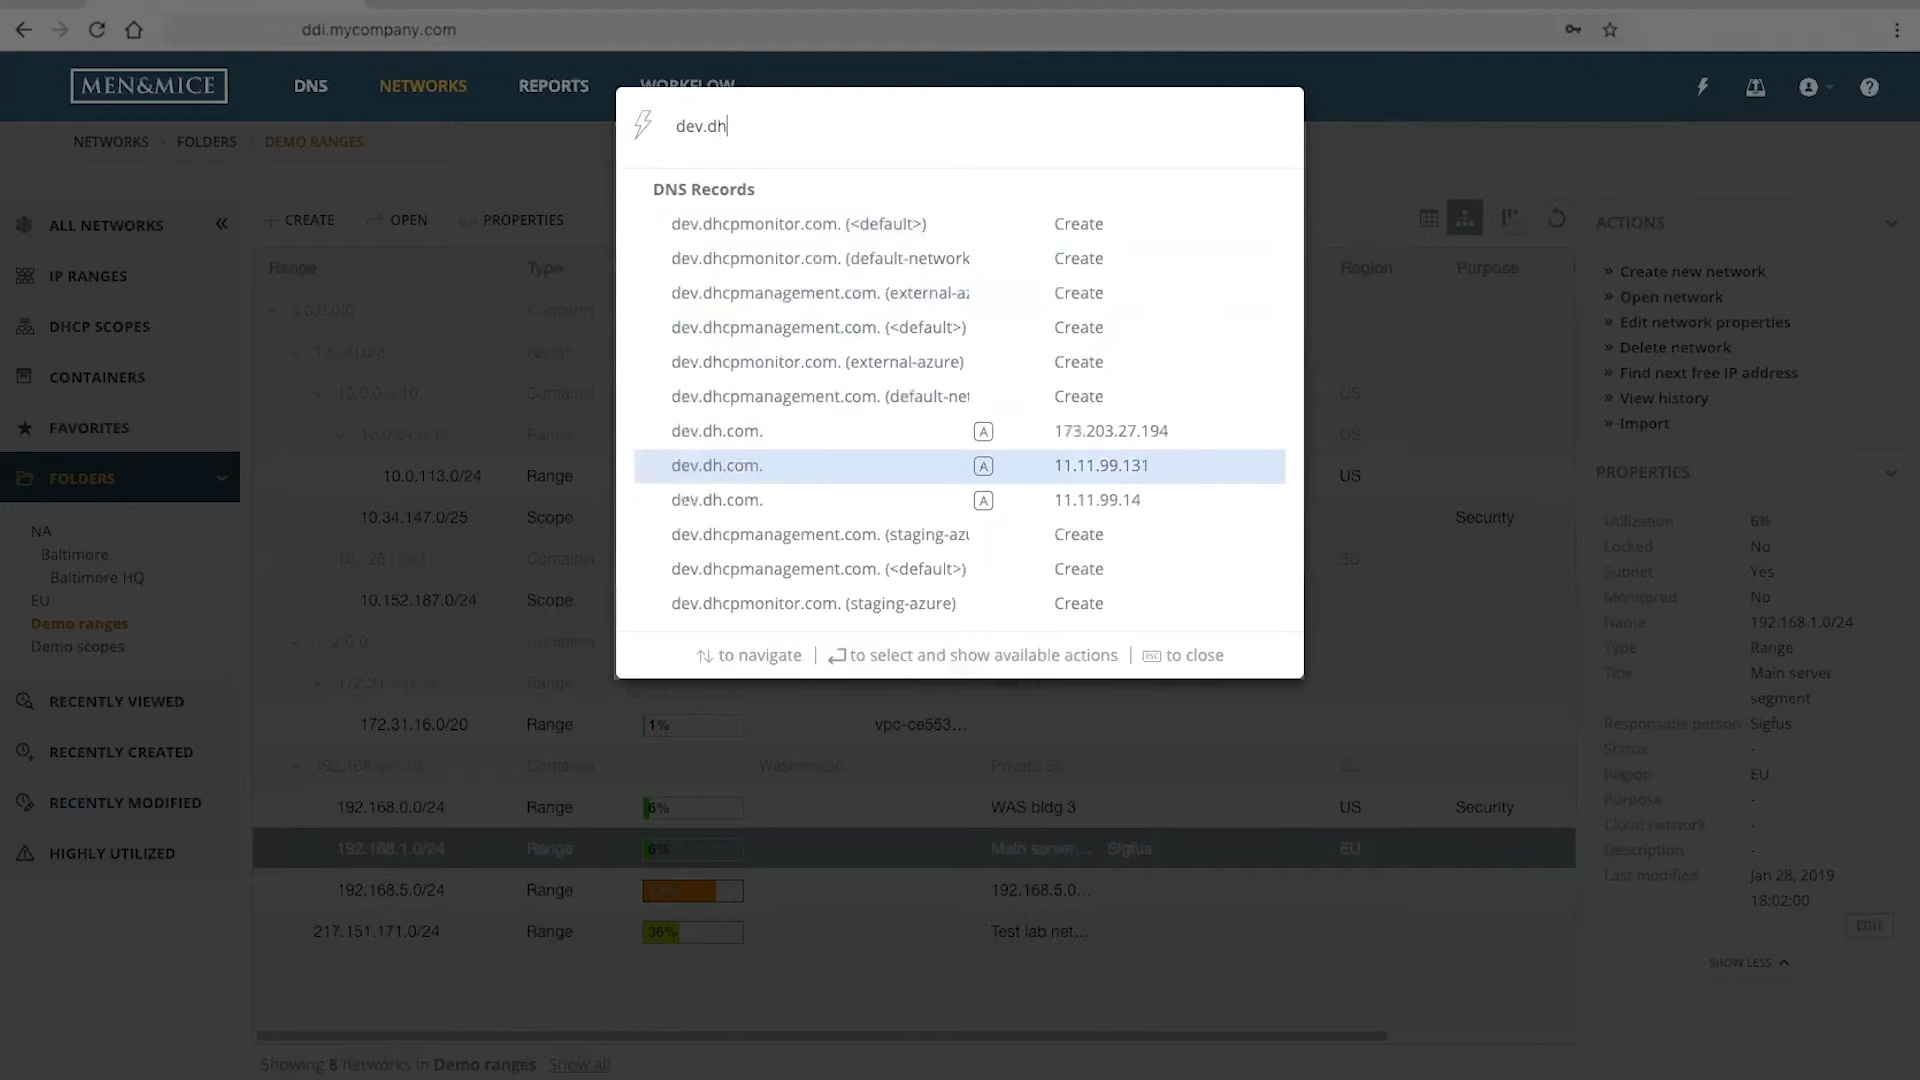 ddi.mycompany.com
MEN&MICE
DNS
NETWORKS
REPORTS
WORKFLOW
NETWORKS
FOLDERS
DEMO RANGES
dev.dh
DNS Records
dev.dhcpmonitor.com. (<default>) Create
dev.dhcpmonitor.com. (default-network Create
dev.dhcpmanagement.com. (external-az Create
dev.dhcpmanagement.com. (<default>) Create
dev.dhcpmonitor.com. (external-azure) Create
dev.dhcpmanagement.com. (default-net Create
dev.dh.com. A 173.203.27.194
dev.dh.com. A 11.11.99.131
dev.dh.com. A 11.11.99.14
dev.dhcpmanagement.com. (staging-azu Create
dev.dhcpmanagement.com. (<default>) Create
dev.dhcpmonitor.com. (staging-azure) Create
to navigate | to select and show available actions | ESC to close
ALL NETWORKS
IP RANGES
DHCP SCOPES
CONTAINERS
FAVORITES
FOLDERS
NA
Baltimore
Baltimore HQ
EU
Demo ranges
Demo scopes
RECENTLY VIEWED
RECENTLY CREATED
RECENTLY MODIFIED
HIGHLY UTILIZED
CREATE
OPEN
PROPERTIES
Range Type Region Purpose
US
US
10.0.113.0/24 Range US
10.34.147.0/25 Scope Security
10.152.187.0/24 Scope
172.31.16.0/20 Range 1% vpc-ce553...
192.168.0.0/24 Range 6% WAS bldg 3 US Security
192.168.1.0/24 Range 6% Main server... Sigfus EU
192.168.5.0/24 Range 192.168.5.0...
217.151.171.0/24 Range 36% Test lab net...
Showing 8 networks in Demo ranges Show all
ACTIONS
» Create new network
» Open network
» Edit network properties
» Delete network
» Find next free IP address
» View history
» Import
PROPERTIES
Utilization 6%
Locked No
Subnet Yes
Monitored No
Name 192.168.1.0/24
Type Range
Title Main server
segment
Responsible person Sigfus
Status -
Region EU
Purpose -
Cloud network -
Description -
Last modified Jan 28, 2019
18:02:00
EDIT
SHOW LESS